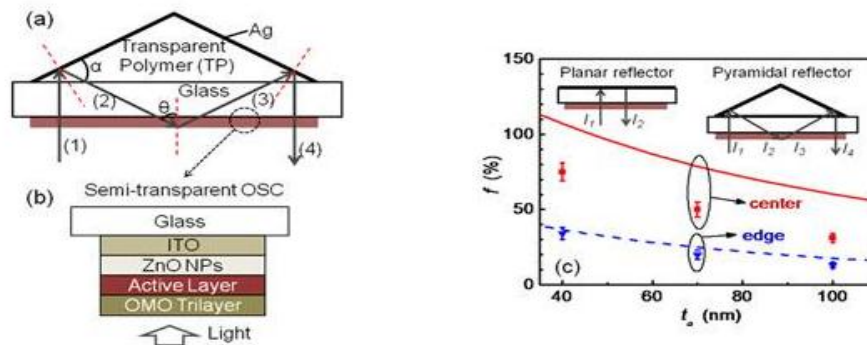 (a)
Ag
Transparent
Polymer (TP)
α
Glass
(2)
θ
(3)
(1)
(4)
Semi-transparent OSC
(b)
Glass
ITO
ZnO NPs
Active Layer
OMO Trilayer
Light
150
100
50
0
f (%)
Planar reflector
I1 I2
Pyramidal reflector
I1 I2 I3 I4
center
edge
(c)
40 60 80 100
ta (nm)